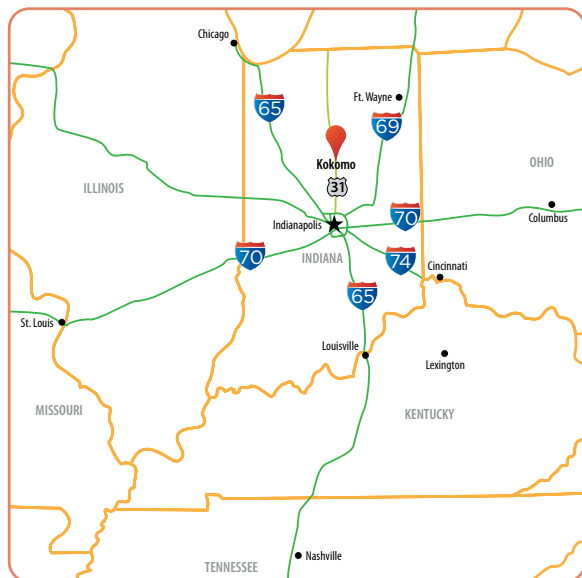 Chicago
Ft. Wayne
65
69
Kokomo
31
ILLINOIS
OHIO
Indianapolis
70
Columbus
INDIANA
70
74
Cincinnati
65
St. Louis
Louisville
Lexington
MISSOURI
KENTUCKY
Nashville
TENNESSEE